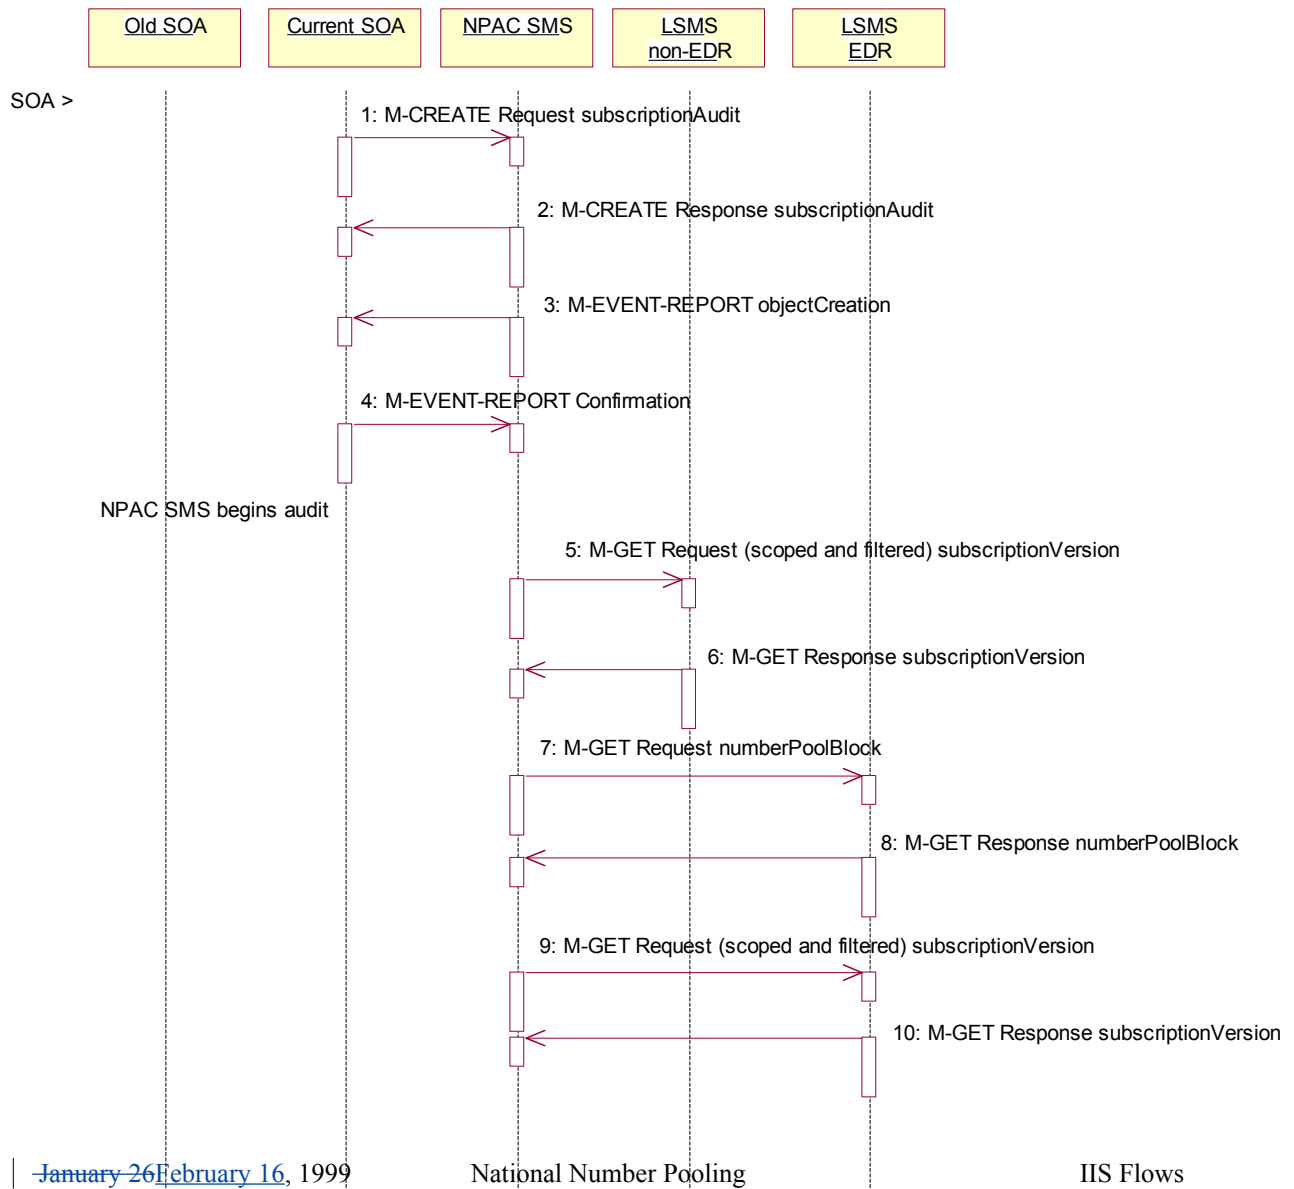 Old SOA
Current SOA
NPAC SMS
LSMS
non-EDR
LSMS
EDR
SOA >
1: M-CREATE Request subscriptionAudit
2: M-CREATE Response subscriptionAudit
3: M-EVENT-REPORT objectCreation
4: M-EVENT-REPORT Confirmation
NPAC SMS begins audit
5: M-GET Request (scoped and filtered) subscriptionVersion
6: M-GET Response subscriptionVersion
7: M-GET Request numberPoolBlock
8: M-GET Response numberPoolBlock
9: M-GET Request (scoped and filtered) subscriptionVersion
10: M-GET Response subscriptionVersion
January 26February 16, 1999 National Number Pooling IIS Flows